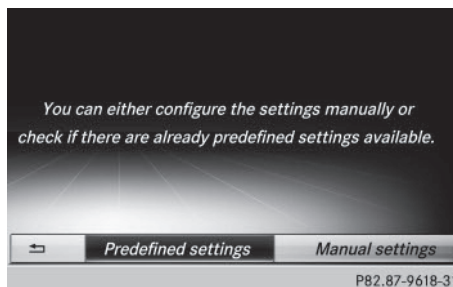 You can either configure the settings manually or
check if there are already predefined settings available.
Predefined settings Manual settings
P82.87-9618-31